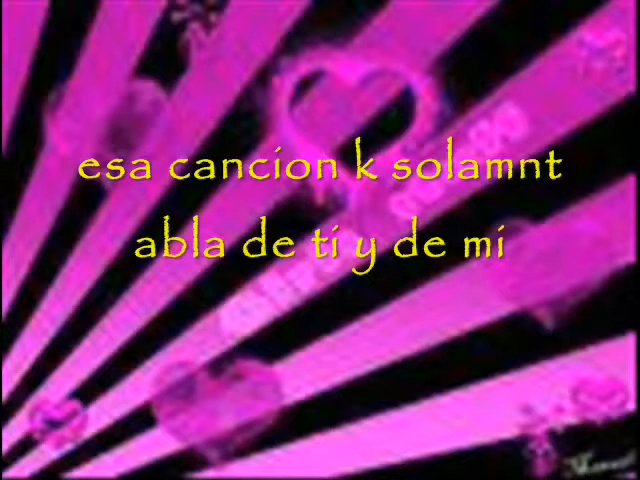 esa cancion k solamnt
abla de ti y de mi